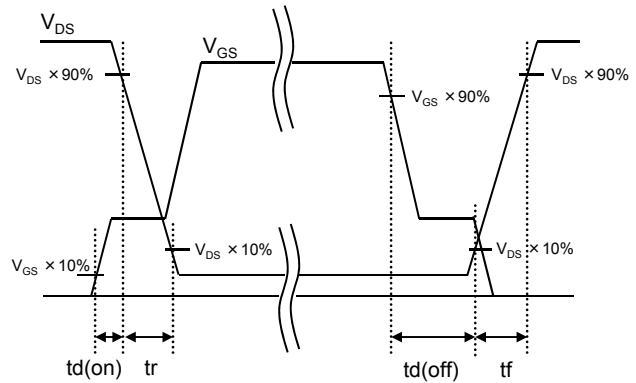 VDS
VGS
VDS × 90%
VGS × 90%
VDS × 90%
VGS × 10%
VDS × 10%
VDS × 10%
td(on)
tr
td(off)
tf